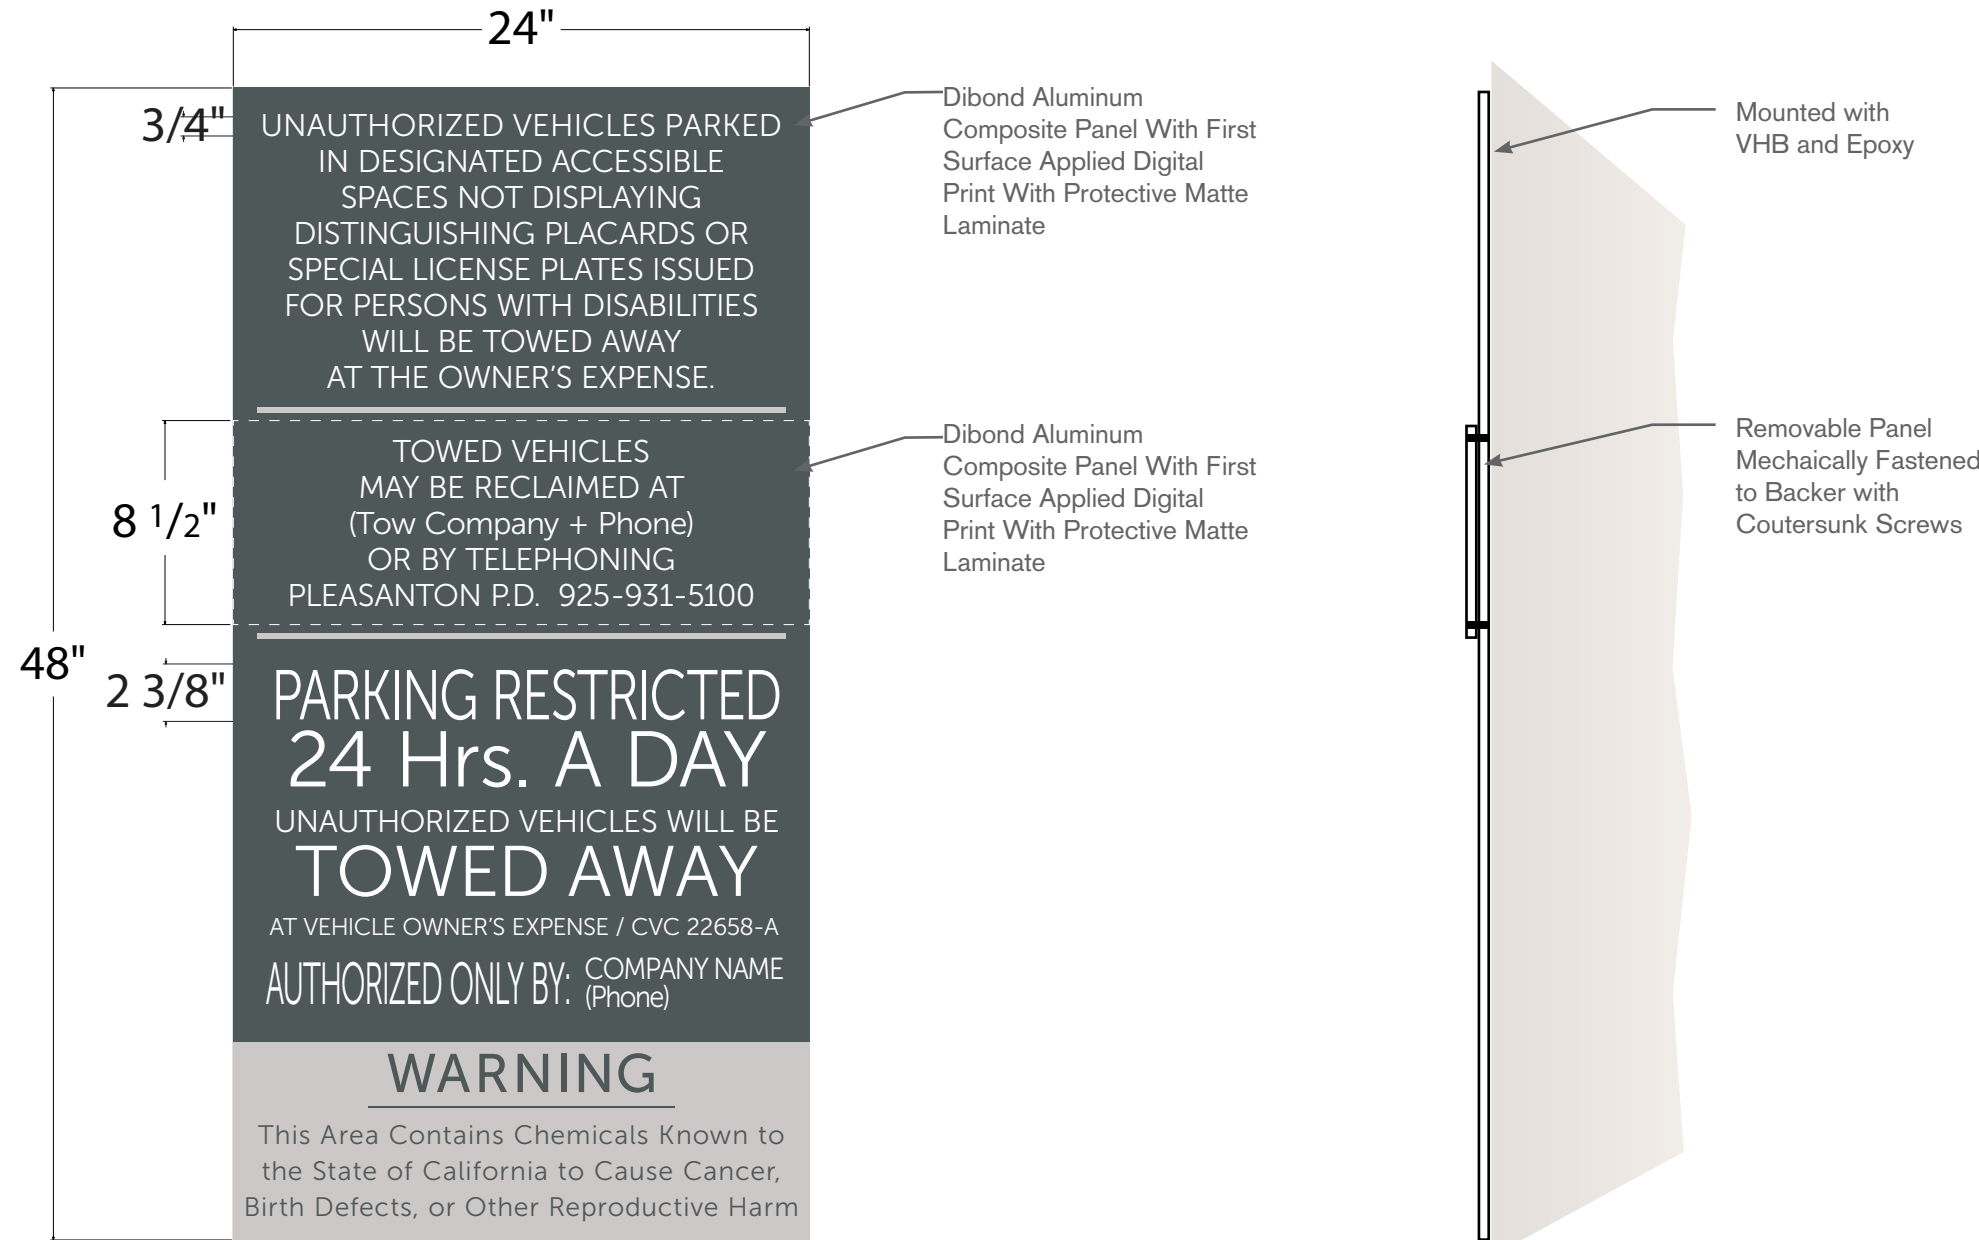 24"
3/4"
UNAUTHORIZED VEHICLES PARKED
IN DESIGNATED ACCESSIBLE
SPACES NOT DISPLAYING
DISTINGUISHING PLACARDS OR
SPECIAL LICENSE PLATES ISSUED
FOR PERSONS WITH DISABILITIES
WILL BE TOWED AWAY
AT THE OWNER’S EXPENSE.
Dibond Aluminum
Composite Panel With First
Surface Applied Digital
Print With Protective Matte
Laminate
Mounted with
VHB and Epoxy
8 1/2"
TOWED VEHICLES
MAY BE RECLAIMED AT
(Tow Company + Phone)
OR BY TELEPHONING
PLEASANTON P.D. 925-931-5100
Dibond Aluminum
Composite Panel With First
Surface Applied Digital
Print With Protective Matte
Laminate
Removable Panel
Mechaically Fastened
to Backer with
Coutersunk Screws
48"
2 3/8"
PARKING RESTRICTED
24 Hrs. A DAY
UNAUTHORIZED VEHICLES WILL BE
TOWED AWAY
AT VEHICLE OWNER’S EXPENSE / CVC 22658-A
AUTHORIZED ONLY BY:
COMPANY NAME
(Phone)
WARNING
This Area Contains Chemicals Known to
the State of California to Cause Cancer,
Birth Defects, or Other Reproductive Harm